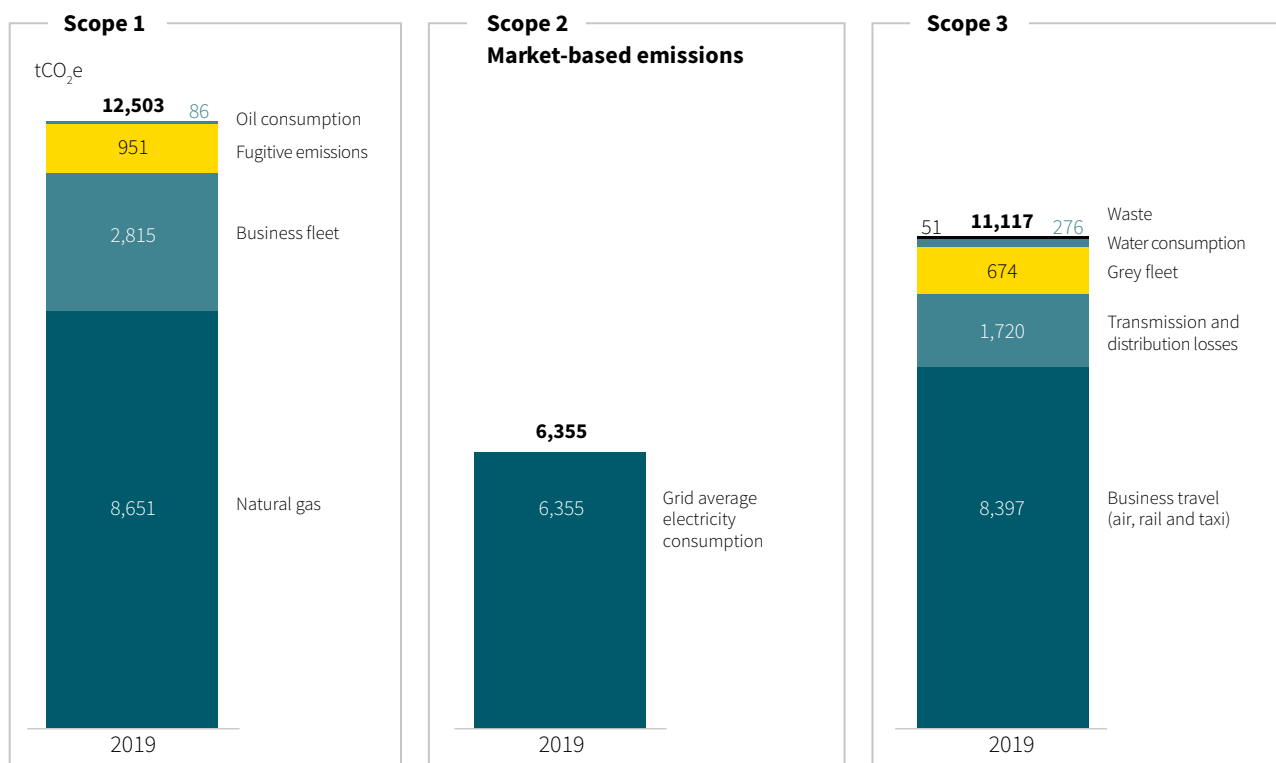 Scope 1
tCO₂e
12,503
86
Oil consumption
951
Fugitive emissions
2,815
Business fleet
8,651
Natural gas
2019
Scope 2
Market-based emissions
6,355
6,355
Grid average
electricity
consumption
2019
Scope 3
51
11,117
276
Waste
Water consumption
674
Grey fleet
1,720
Transmission and
distribution losses
8,397
Business travel
(air, rail and taxi)
2019